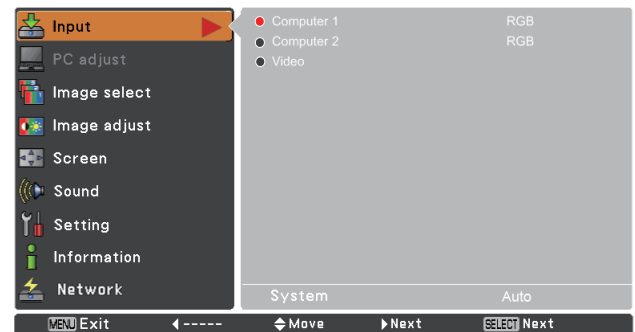 Input
PC adjust
Image select
Image adjust
Screen
Sound
Setting
Information
Network
Computer 1 RGB
Computer 2 RGB
Video
System Auto
MENU Exit ----- Move Next SELECT Next